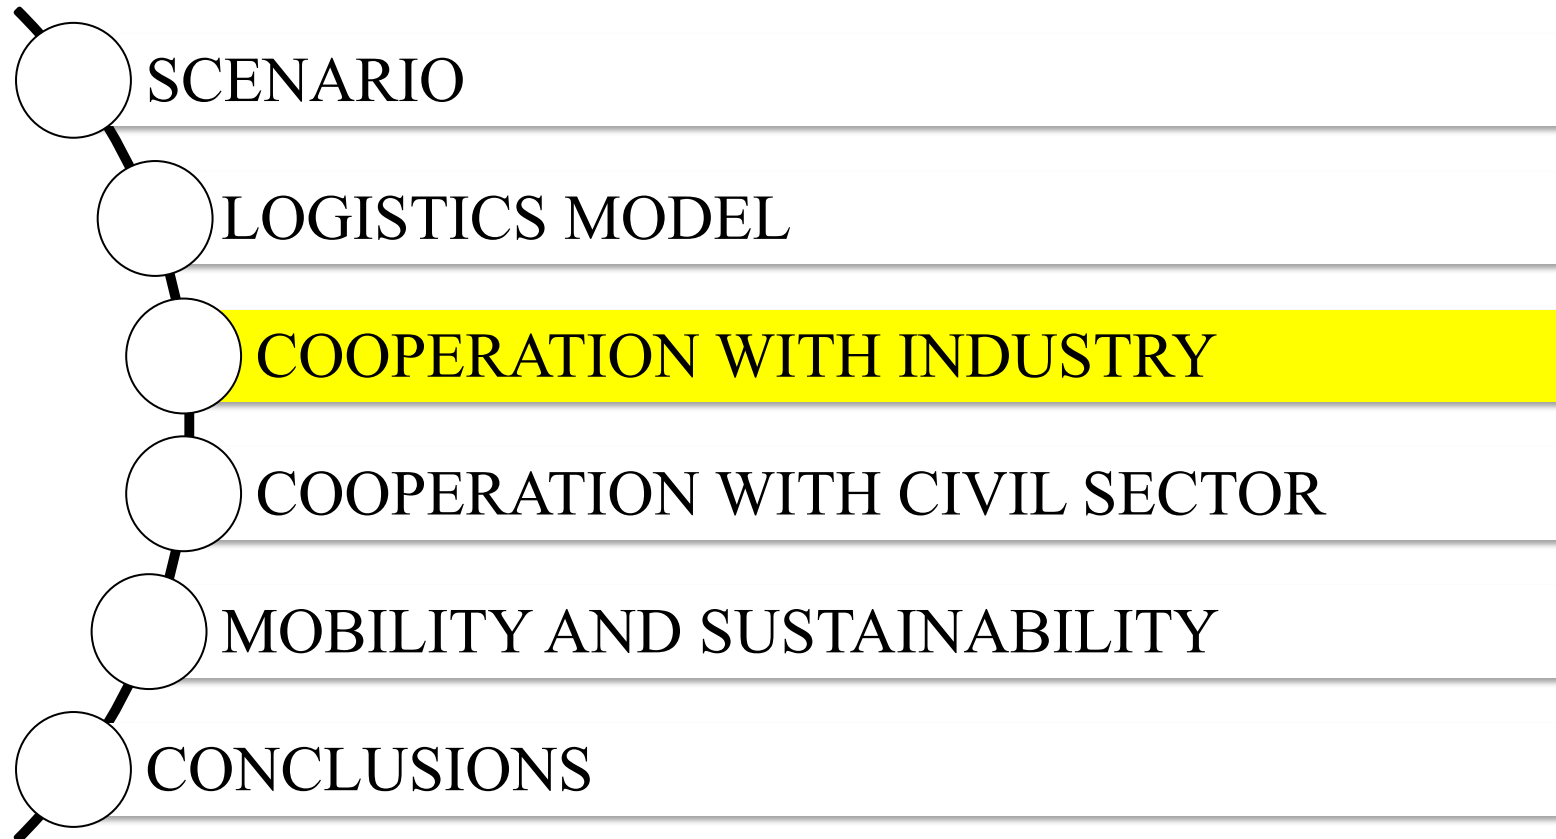 SCENARIO
LOGISTICS MODEL
COOPERATION WITH INDUSTRY
COOPERATION WITH CIVIL SECTOR
MOBILITY AND SUSTAINABILITY
CONCLUSIONS